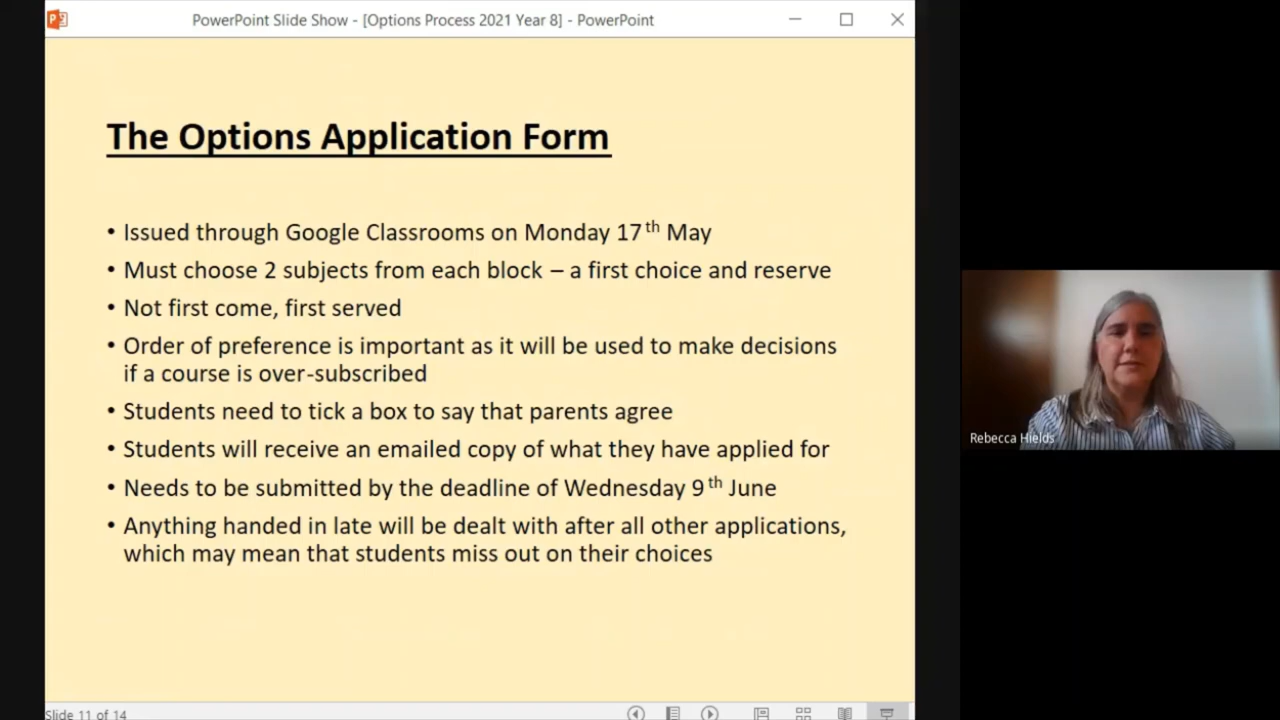 PowerPoint Slide Show - [Options Process 2021 Year 8] - PowerPoint
The Options Application Form
• Issued through Google Classrooms on Monday 17th May
• Must choose 2 subjects from each block – a first choice and reserve
• Not first come, first served
• Order of preference is important as it will be used to make decisions
if a course is over-subscribed
• Students need to tick a box to say that parents agree
• Students will receive an emailed copy of what they have applied for
• Needs to be submitted by the deadline of Wednesday 9th June
• Anything handed in late will be dealt with after all other applications,
which may mean that students miss out on their choices
Slide 11 of 14
Rebecca Hields